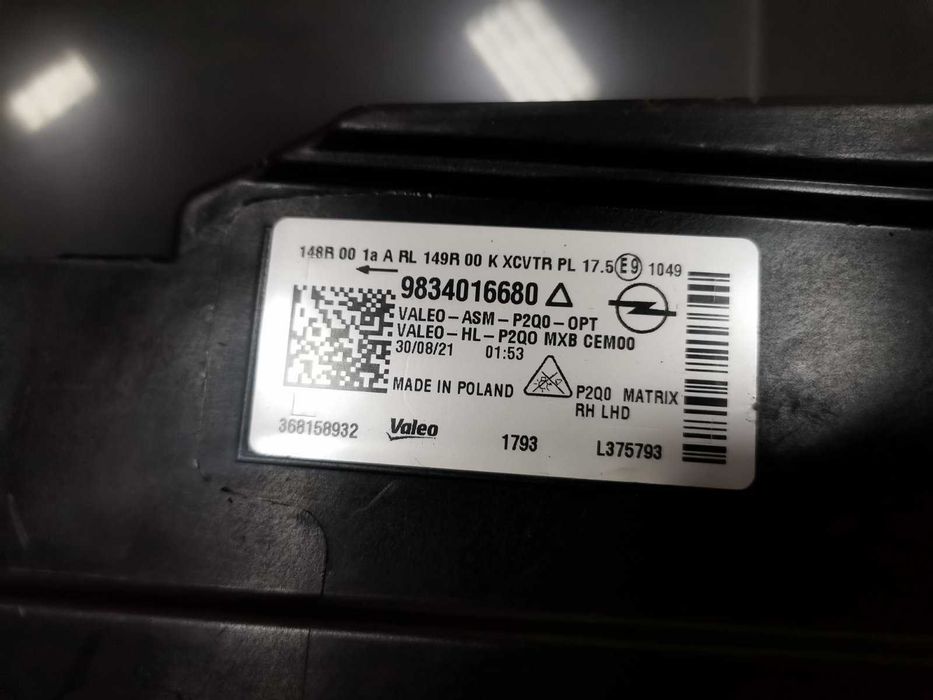 148R 00 1a A RL 149R 00 K XCVTR PL 17.5 E9 1049
9834016680
VALEO-ASM-P2Q0-OPT
VALEO-HL-P2Q0 MXB CEM00
30/08/21 01:53
MADE IN POLAND
P2Q0 MATRIX
RH LHD
368158932 Valeo 1793 L375793